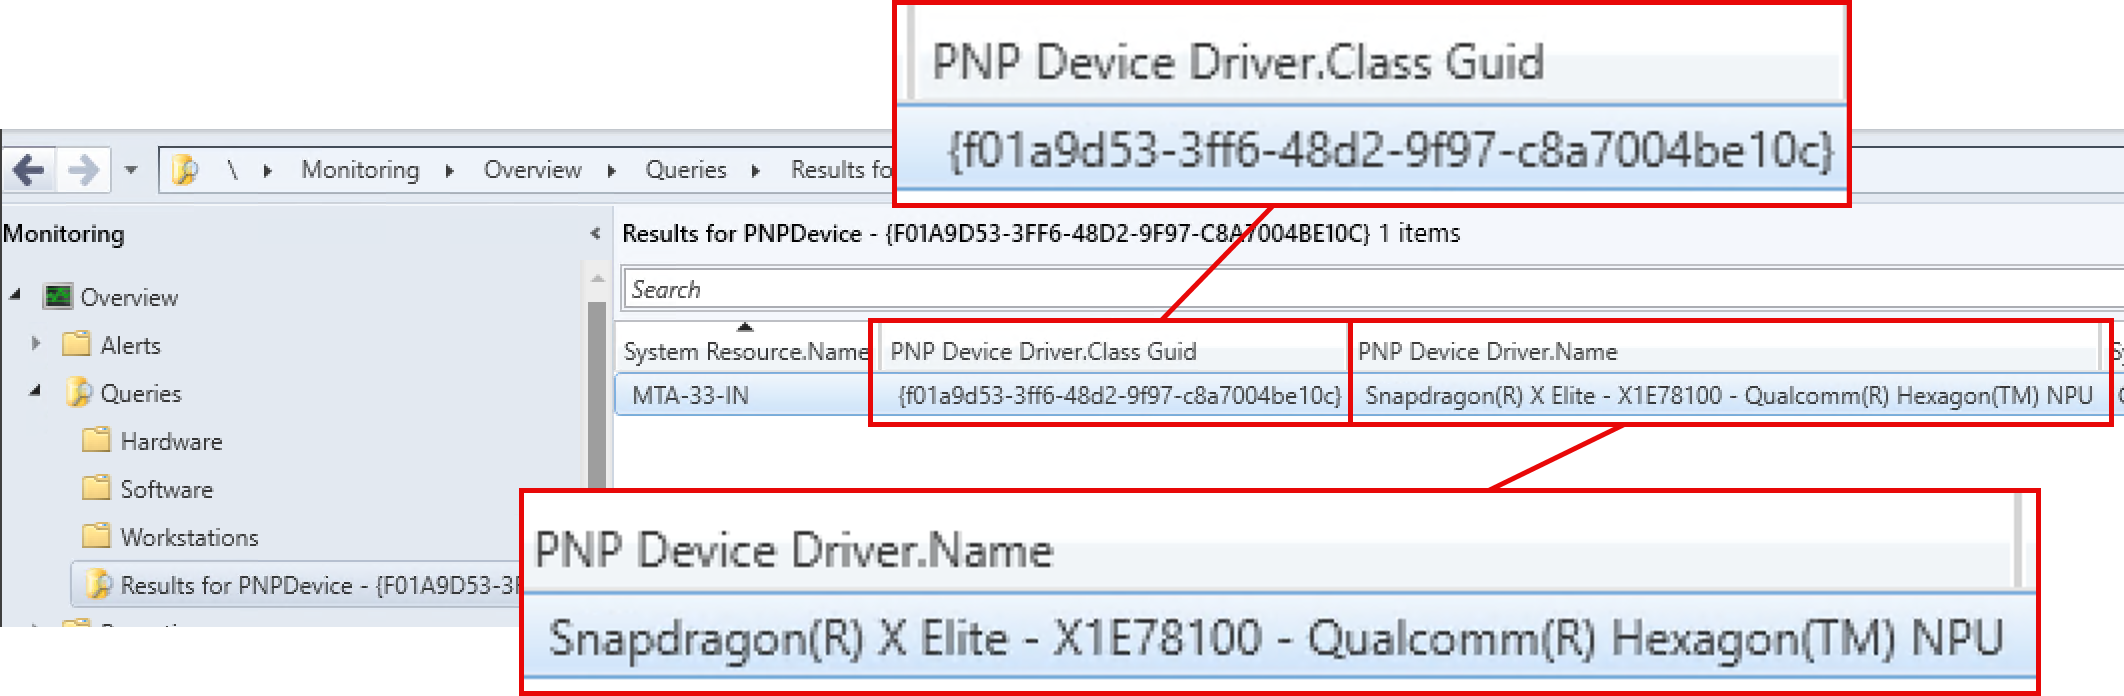 PNP Device Driver.Class Guid
{f01a9d53-3ff6-48d2-9f97-c8a7004be10c}
\ Monitoring Overview Queries Results fo
Monitoring
Results for PNPDevice - {F01A9D53-3FF6-48D2-9F97-C8A7004BE10C} 1 items
Search
Overview
Alerts
Queries
Hardware
Software
Workstations
Results for PNPDevice - {F01A9D53-3F
System Resource.Name PNP Device Driver.Class Guid PNP Device Driver.Name
MTA-33-IN {f01a9d53-3ff6-48d2-9f97-c8a7004be10c} Snapdragon(R) X Elite - X1E78100 - Qualcomm(R) Hexagon(TM) NPU
PNP Device Driver.Name
Snapdragon(R) X Elite - X1E78100 - Qualcomm(R) Hexagon(TM) NPU